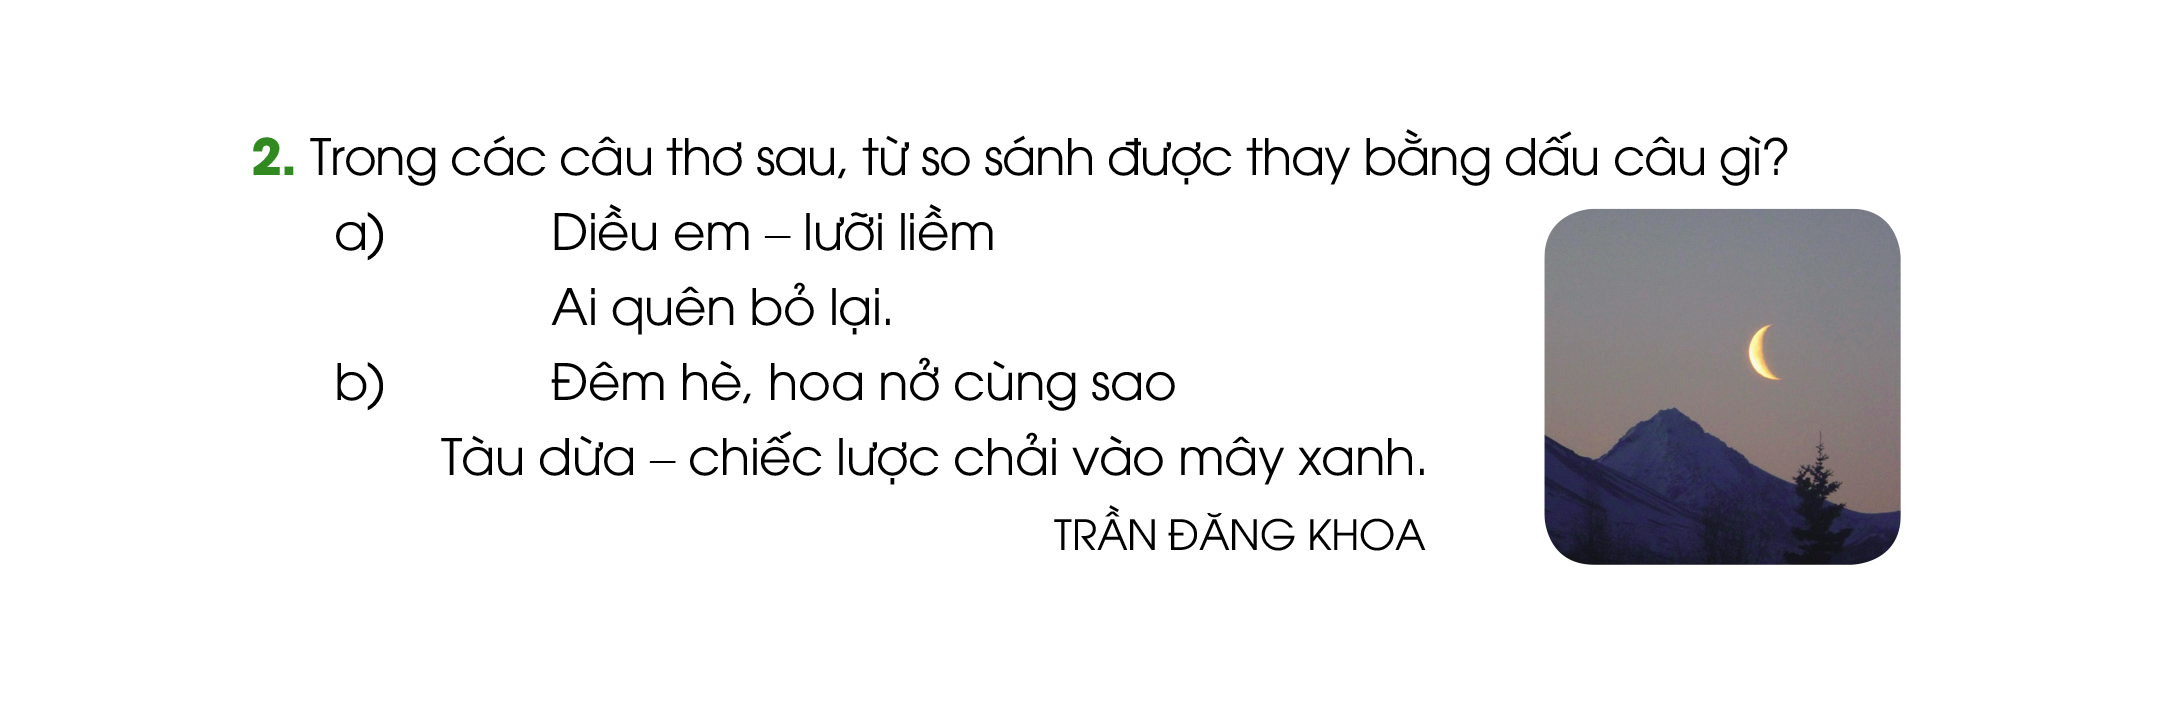 2. Trong các câu thơ sau, từ so sánh được thay bằng dấu câu gì?
a) Diều em – lưỡi liềm
Ai quên bỏ lại.
b) Đêm hè, hoa nở cùng sao
Tàu dừa – chiếc lược chải vào mây xanh.
TRẦN ĐĂNG KHOA